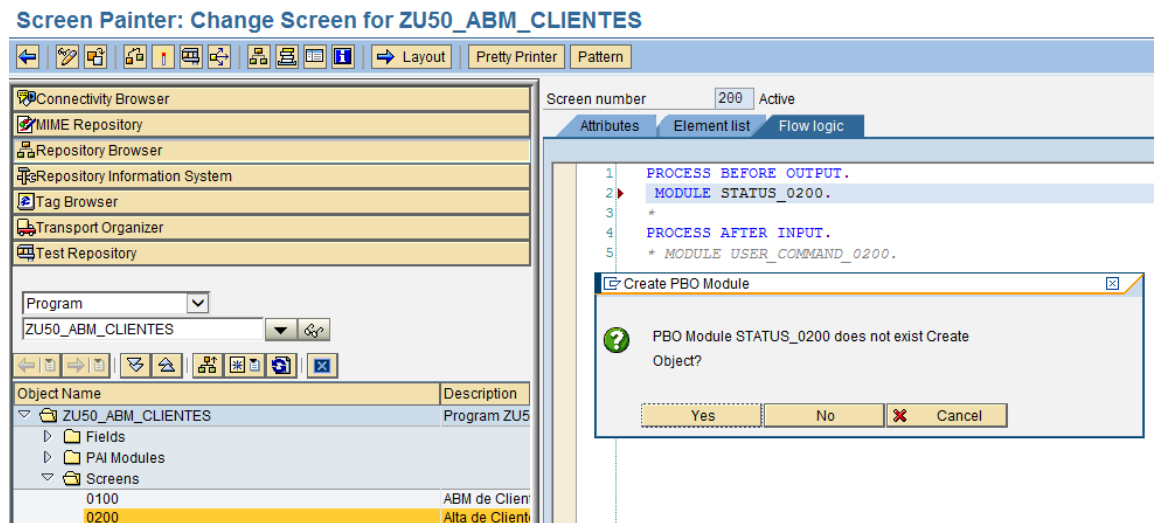 Screen Painter: Change Screen for ZU50_ABM_CLIENTES
Layout Pretty Printer Pattern
Connectivity Browser
MIME Repository
Repository Browser
Repository Information System
Tag Browser
Transport Organizer
Test Repository
Program
ZU50_ABM_CLIENTES
Object Name Description
ZU50_ABM_CLIENTES Program ZU5
Fields
PAI Modules
Screens
0100 ABM de Clien
0200 Alta de Cliente
Screen number 200 Active
Attributes Element list Flow logic
1 PROCESS BEFORE OUTPUT.
2 MODULE STATUS_0200.
3 *
4 PROCESS AFTER INPUT.
5 * MODULE USER_COMMAND_0200.
Create PBO Module
PBO Module STATUS_0200 does not exist Create
Object?
Yes No Cancel